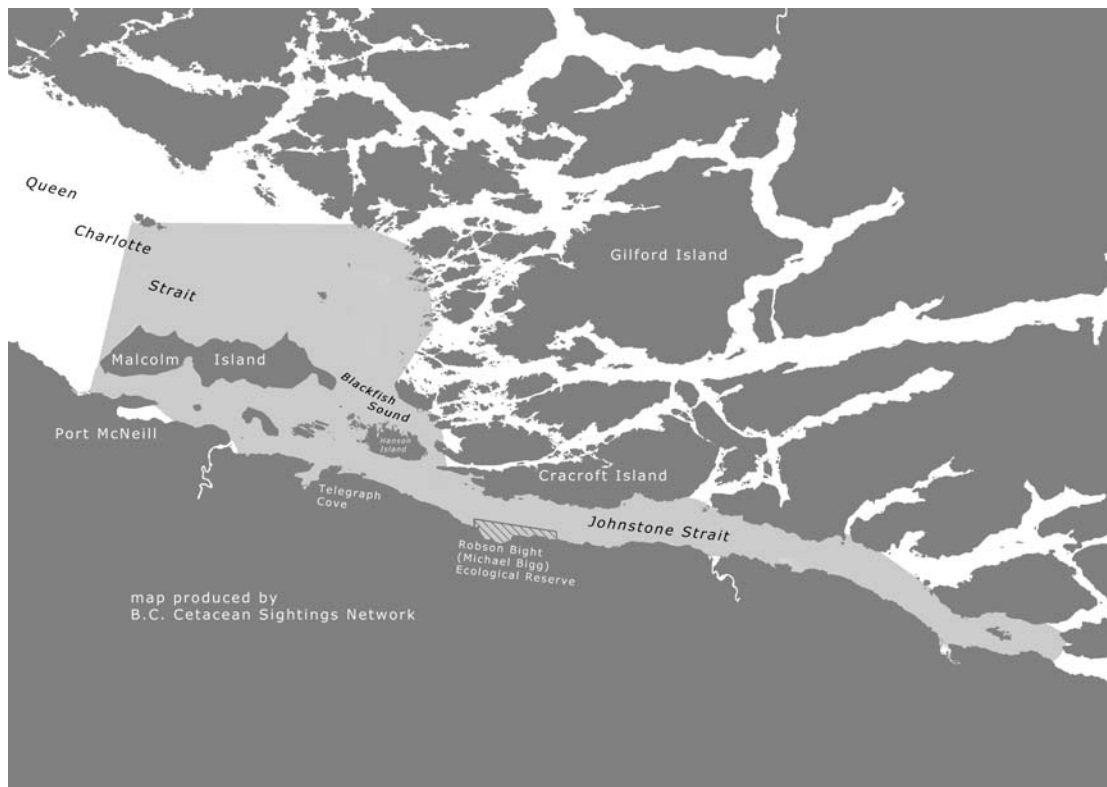 Queen
Charlotte
Strait
Gilford Island
Malcolm Island
Blackfish
Sound
Port McNeill
Hanson
Island
Cracroft Island
Telegraph
Cove
Johnstone Strait
Robson Bight
(Michael Bigg)
Ecological Reserve
map produced by
B.C. Cetacean Sightings Network